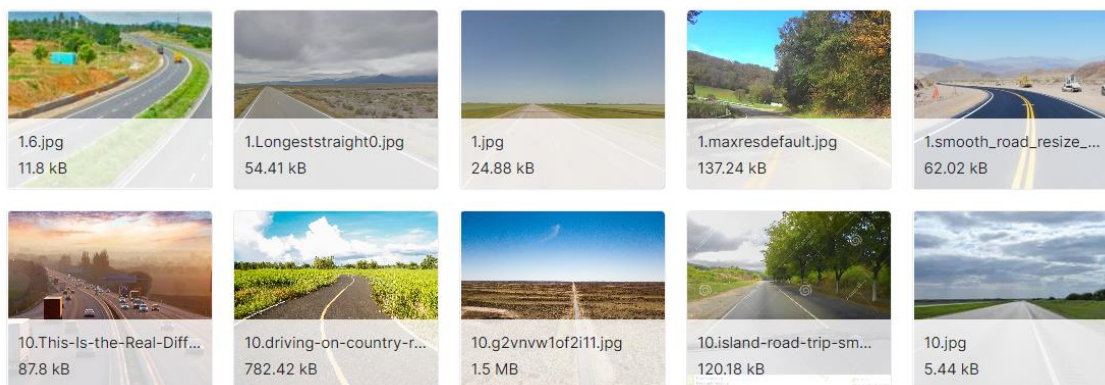 1.6.jpg
11.8 kB
1.Longeststraight0.jpg
54.41 kB
1.jpg
24.88 kB
1.maxresdefault.jpg
137.24 kB
1.smooth_road_resize_...
62.02 kB
10.This-Is-the-Real-Diff...
87.8 kB
10.driving-on-country-r...
782.42 kB
10.g2vnvw1of2i11.jpg
1.5 MB
10.island-road-trip-sm...
120.18 kB
10.jpg
5.44 kB